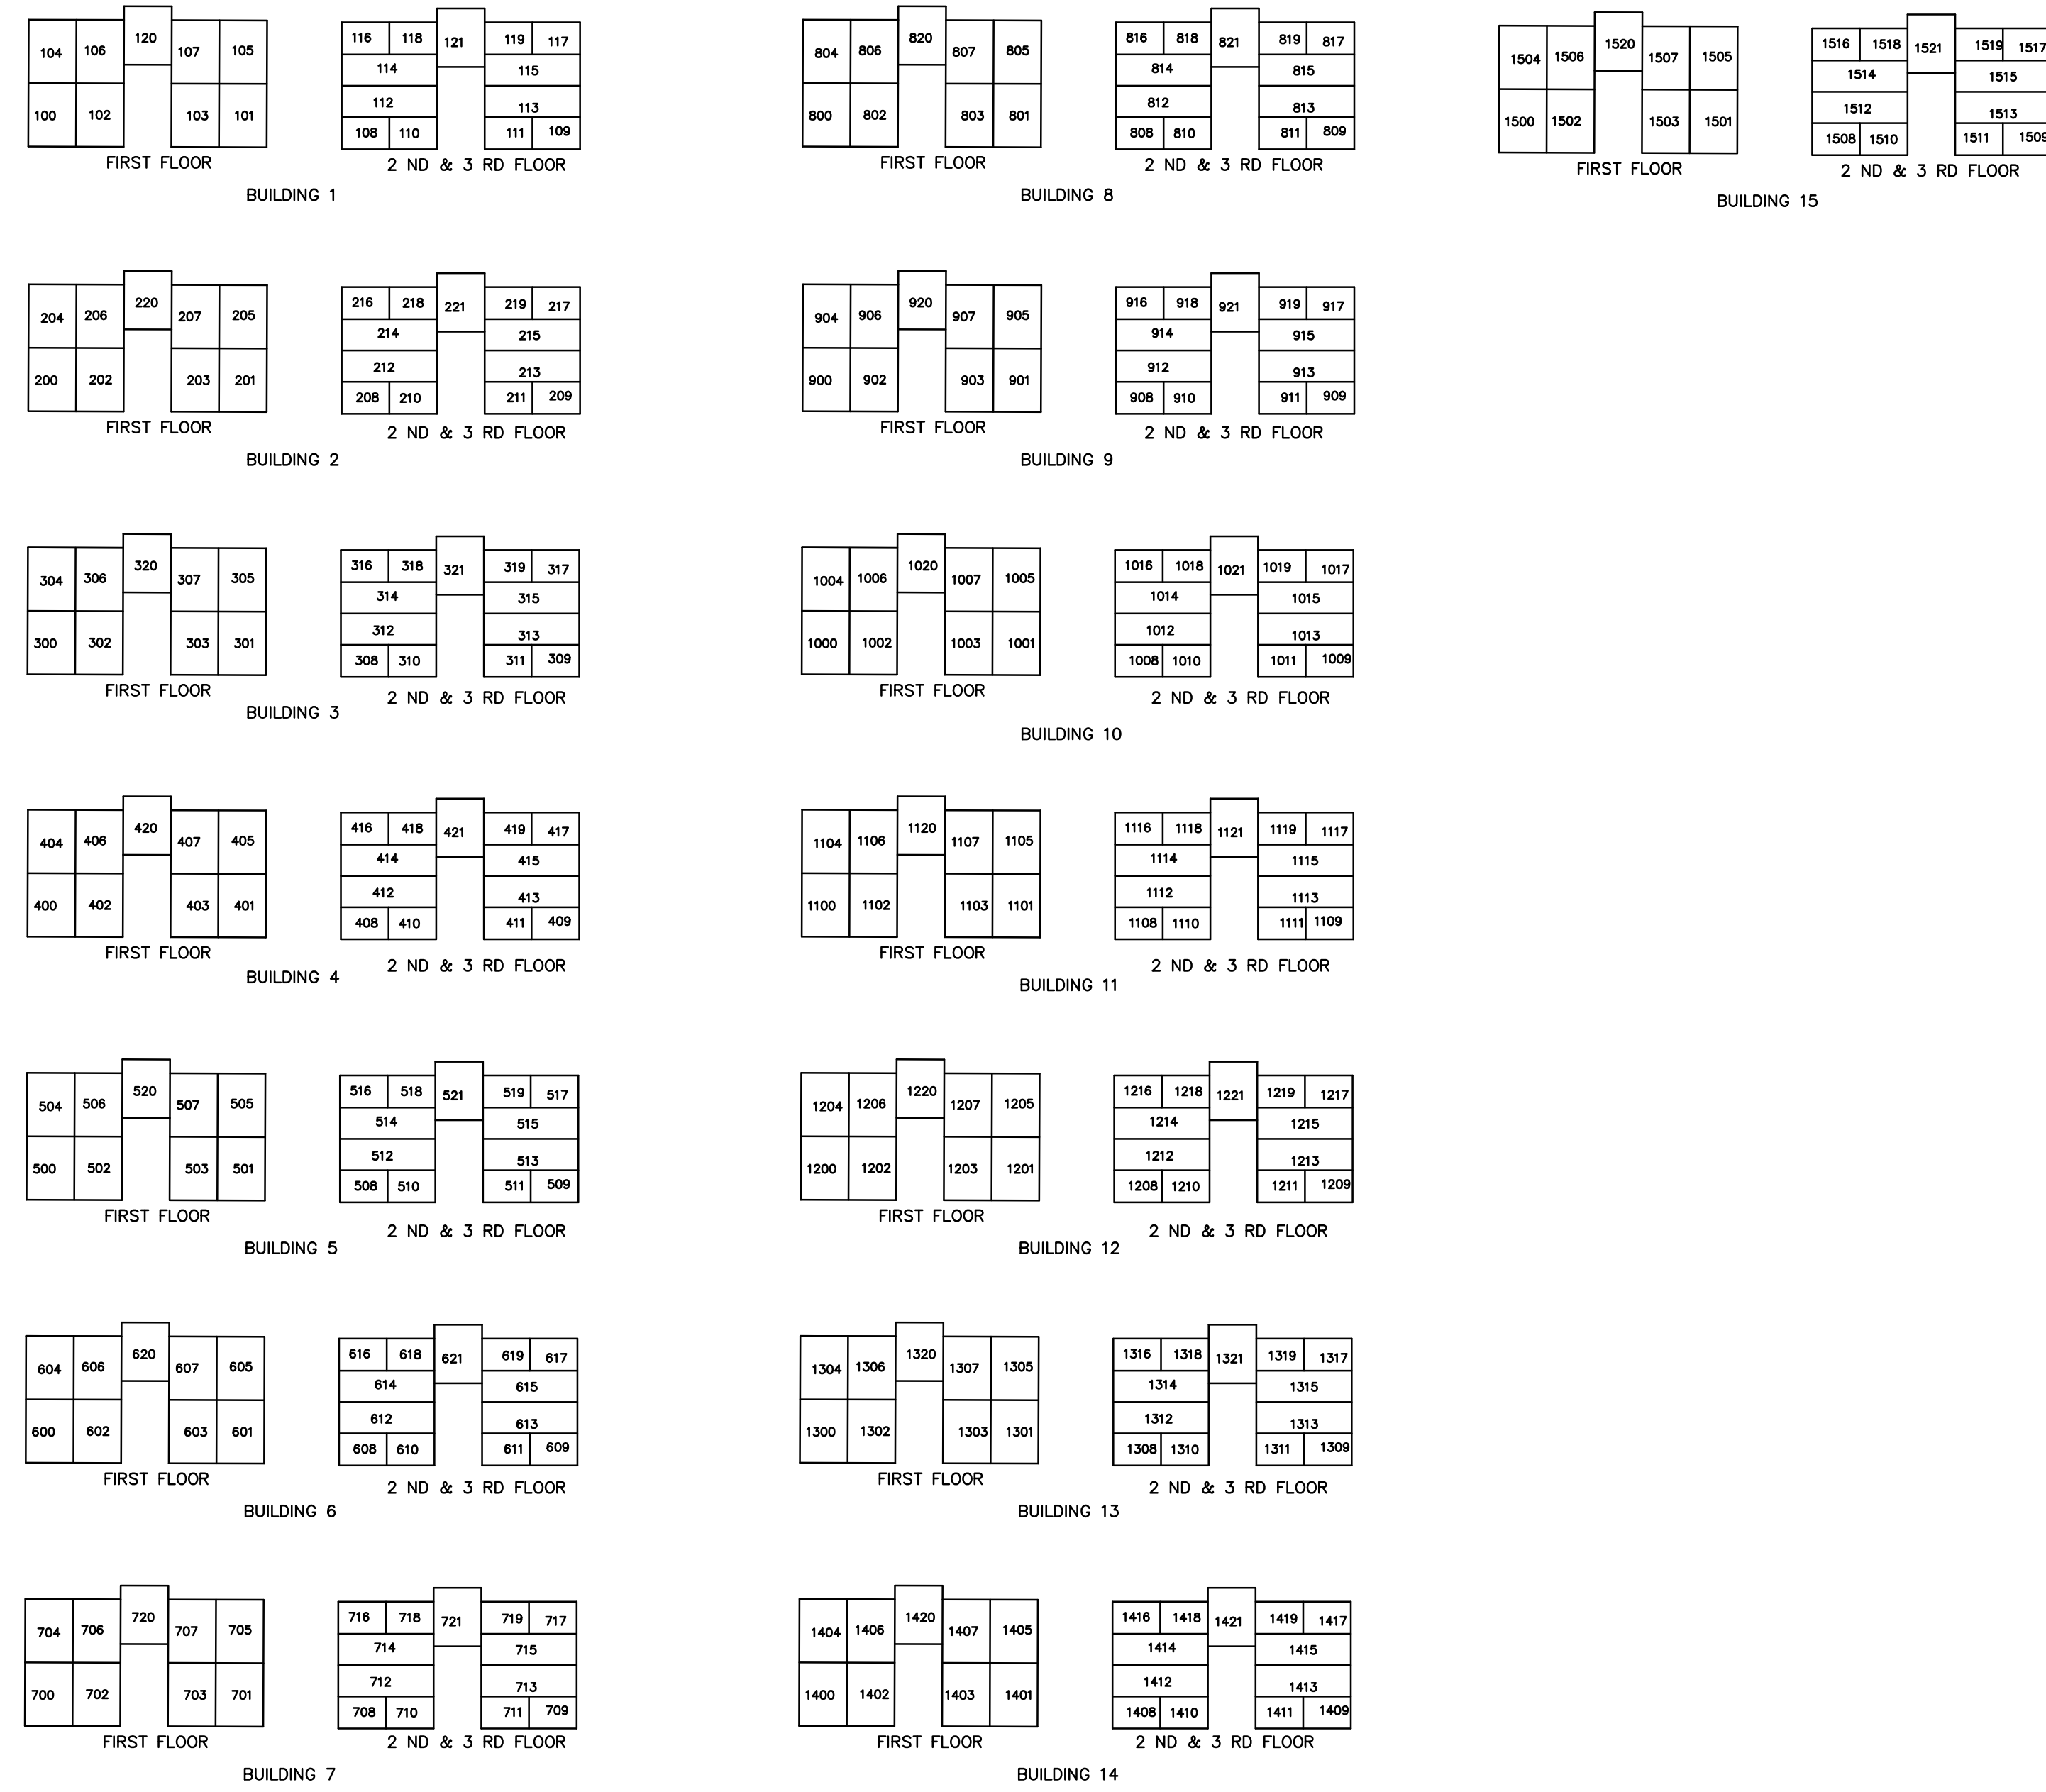 104 106 120 107 105
100 102 103 101
FIRST FLOOR
116 118 121 119 117
114 115
112 113
108 110 111 109
2 ND & 3 RD FLOOR
BUILDING 1
204 206 220 207 205
200 202 203 201
FIRST FLOOR
216 218 221 219 217
214 215
212 213
208 210 211 209
2 ND & 3 RD FLOOR
BUILDING 2
304 306 320 307 305
300 302 303 301
FIRST FLOOR
316 318 321 319 317
314 315
312 313
308 310 311 309
2 ND & 3 RD FLOOR
BUILDING 3
404 406 420 407 405
400 402 403 401
FIRST FLOOR
416 418 421 419 417
414 415
412 413
408 410 411 409
2 ND & 3 RD FLOOR
BUILDING 4
504 506 520 507 505
500 502 503 501
FIRST FLOOR
516 518 521 519 517
514 515
512 513
508 510 511 509
2 ND & 3 RD FLOOR
BUILDING 5
604 606 620 607 605
600 602 603 601
FIRST FLOOR
616 618 621 619 617
614 615
612 613
608 610 611 609
2 ND & 3 RD FLOOR
BUILDING 6
704 706 720 707 705
700 702 703 701
FIRST FLOOR
716 718 721 719 717
714 715
712 713
708 710 711 709
2 ND & 3 RD FLOOR
BUILDING 7
804 806 820 807 805
800 802 803 801
FIRST FLOOR
816 818 821 819 817
814 815
812 813
808 810 811 809
2 ND & 3 RD FLOOR
BUILDING 8
904 906 920 907 905
900 902 903 901
FIRST FLOOR
916 918 921 919 917
914 915
912 913
908 910 911 909
2 ND & 3 RD FLOOR
BUILDING 9
1004 1006 1020 1007 1005
1000 1002 1003 1001
FIRST FLOOR
1016 1018 1021 1019 1017
1014 1015
1012 1013
1008 1010 1011 1009
2 ND & 3 RD FLOOR
BUILDING 10
1104 1106 1120 1107 1105
1100 1102 1103 1101
FIRST FLOOR
1116 1118 1121 1119 1117
1114 1115
1112 1113
1108 1110 1111 1109
2 ND & 3 RD FLOOR
BUILDING 11
1204 1206 1220 1207 1205
1200 1202 1203 1201
FIRST FLOOR
1216 1218 1221 1219 1217
1214 1215
1212 1213
1208 1210 1211 1209
2 ND & 3 RD FLOOR
BUILDING 12
1304 1306 1320 1307 1305
1300 1302 1303 1301
FIRST FLOOR
1316 1318 1321 1319 1317
1314 1315
1312 1313
1308 1310 1311 1309
2 ND & 3 RD FLOOR
BUILDING 13
1404 1406 1420 1407 1405
1400 1402 1403 1401
FIRST FLOOR
1416 1418 1421 1419 1417
1414 1415
1412 1413
1408 1410 1411 1409
2 ND & 3 RD FLOOR
BUILDING 14
1504 1506 1520 1507 1505
1500 1502 1503 1501
FIRST FLOOR
1516 1518 1521 1519 1517
1514 1515
1512 1513
1508 1510 1511 1509
2 ND & 3 RD FLOOR
BUILDING 15